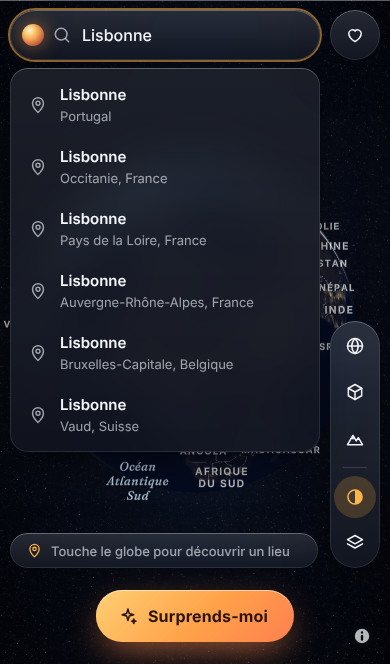 Lisbonne
Lisbonne
Portugal
Lisbonne
Occitanie, France
Lisbonne
Pays de la Loire, France
Lisbonne
Auvergne-Rhône-Alpes, France
Lisbonne
Bruxelles-Capitale, Belgique
Lisbonne
Vaud, Suisse
NÉPAL
INDE
Océan
Atlantique
Sud
AFRIQUE
DU SUD
Touche le globe pour découvrir un lieu
Surprends-moi